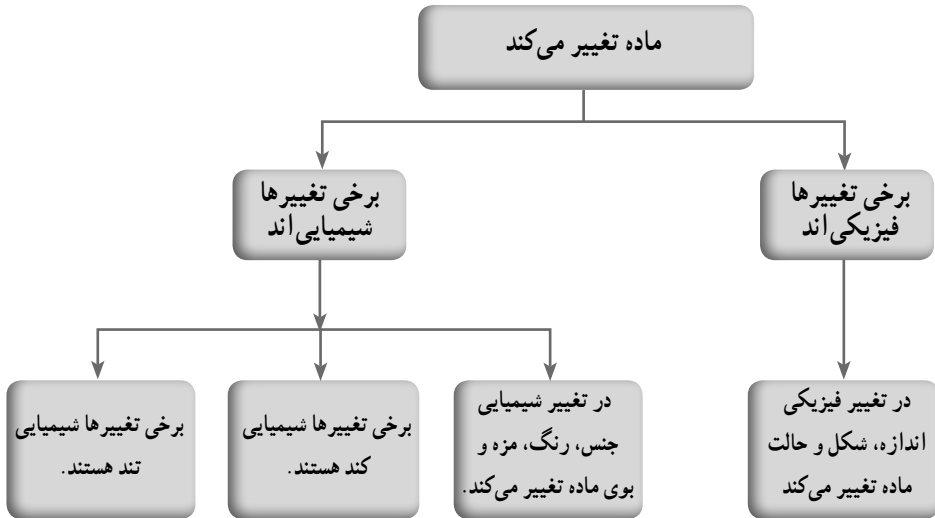 ماده تغییر می‌کند
برخی تغییرها
فیزیکی‌اند
برخی تغییرها
شیمیایی‌اند
در تغییر فیزیکی
اندازه، شکل و حالت
ماده تغییر می‌کند
در تغییر شیمیایی
جنس، رنگ، مزه و
بوی ماده تغییر می‌کند.
برخی تغییرها شیمیایی
کند هستند.
برخی تغییرها شیمیایی
تند هستند.